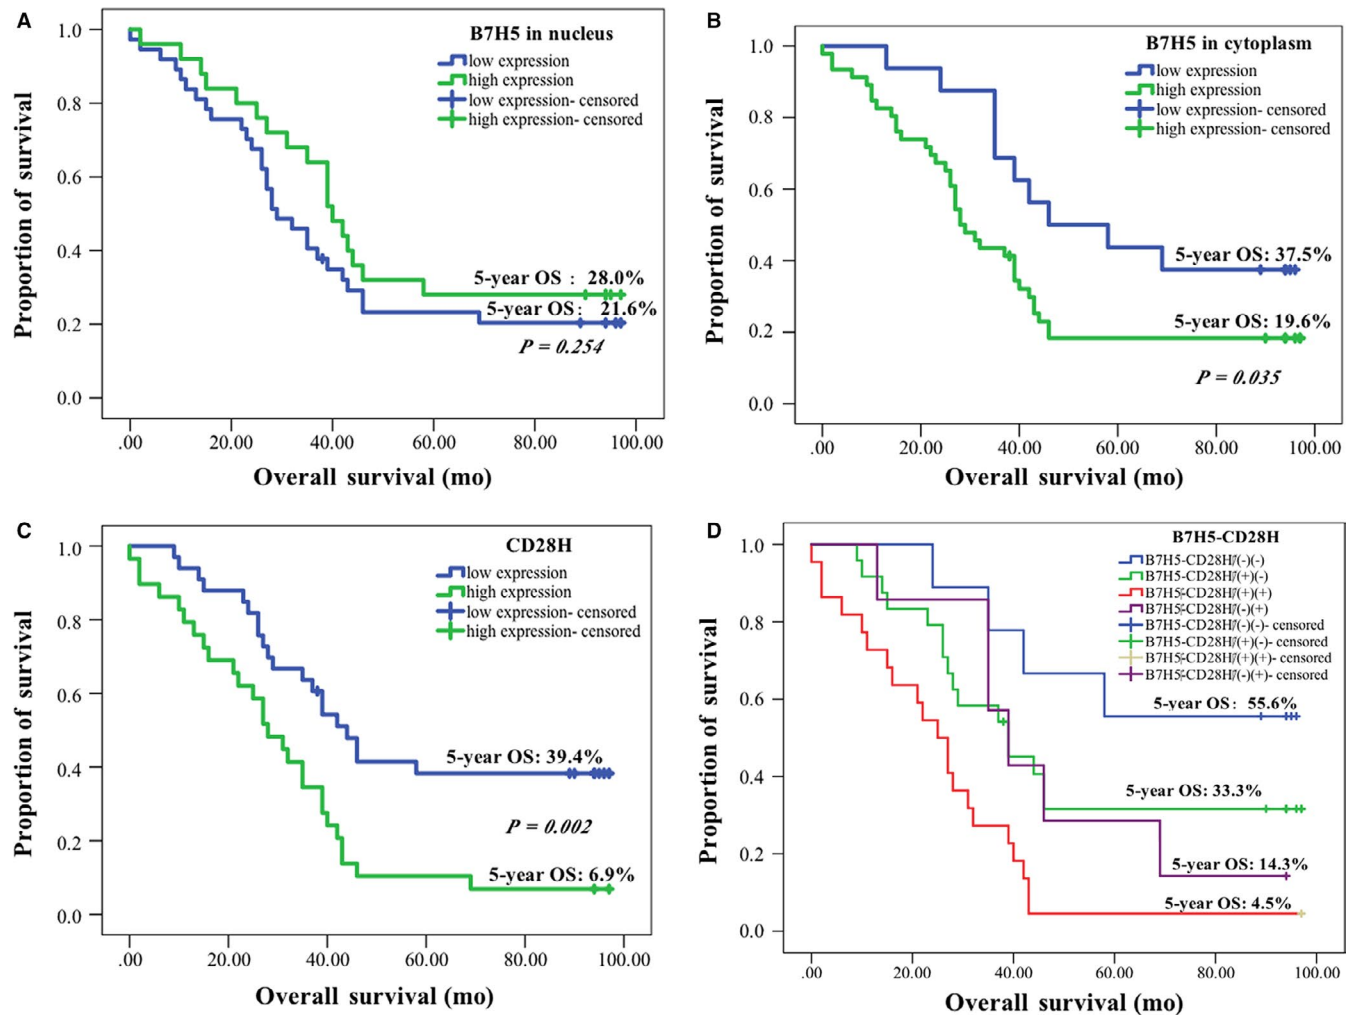 A
B7H5 in nucleus
low expression
high expression
low expression- censored
high expression- censored
Proportion of survival
1.0
0.8
0.6
0.4
0.2
0.0
5-year OS : 28.0%
5-year OS: 21.6%
P = 0.254
.00 20.00 40.00 60.00 80.00 100.00
Overall survival (mo)
B
B7H5 in cytoplasm
low expression
high expression
low expression- censored
high expression- censored
Proportion of survival
1.0
0.8
0.6
0.4
0.2
0.0
5-year OS: 37.5%
5-year OS: 19.6%
P = 0.035
.00 20.00 40.00 60.00 80.00 100.00
Overall survival (mo)
C
CD28H
low expression
high expression
low expression- censored
high expression- censored
Proportion of survival
1.0
0.8
0.6
0.4
0.2
0.0
5-year OS: 39.4%
P = 0.002
5-year OS: 6.9%
.00 20.00 40.00 60.00 80.00 100.00
Overall survival (mo)
D
B7H5-CD28H
B7H5-CD28H/(-)(-)
B7H5-CD28H/(+)(-)
B7H5-CD28H/(+)(+)
B7H5-CD28H/(-)(+)
B7H5-CD28H/(-)(-)- censored
B7H5-CD28H/(+)(-)- censored
B7H5-CD28H/(+)(+)- censored
B7H5-CD28H/(-)(+)- censored
Proportion of survival
1.0
0.8
0.6
0.4
0.2
0.0
5-year OS: 55.6%
5-year OS: 33.3%
5-year OS: 14.3%
5-year OS: 4.5%
.00 20.00 40.00 60.00 80.00 100.00
Overall survival (mo)